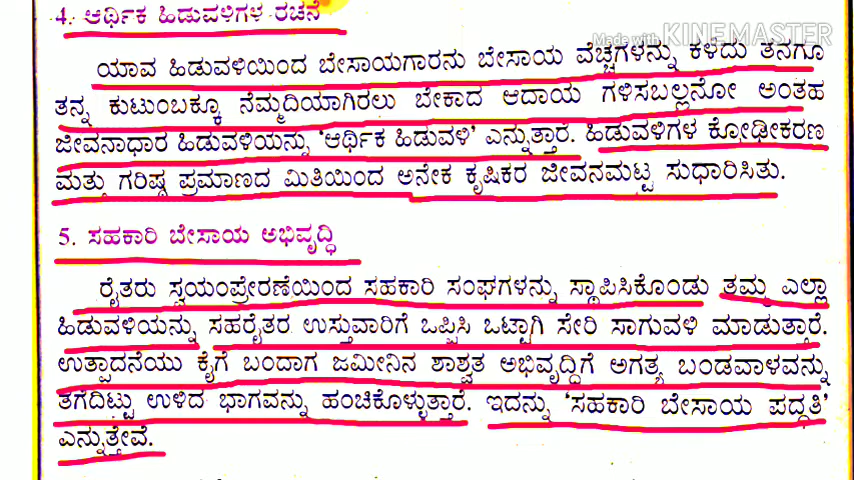 4. ಆರ್ಥಿಕ ಹಿಡುವಳಿಗಳ ರಚನೆ
Made with KINEMASTER
ಯಾವ ಹಿಡುವಳಿಯಿಂದ ಬೇಸಾಯಗಾರನು ಬೇಸಾಯ ವೆಚ್ಚಗಳನ್ನು ಕಳೆದು ತನಗೂ
ತನ್ನ ಕುಟುಂಬಕ್ಕೂ ನೆಮ್ಮದಿಯಾಗಿರಲು ಬೇಕಾದ ಆದಾಯ ಗಳಿಸಬಲ್ಲನೋ ಅಂತಹ
ಜೀವನಾಧಾರ ಹಿಡುವಳಿಯನ್ನು 'ಆರ್ಥಿಕ ಹಿಡುವಳಿ' ಎನ್ನುತ್ತಾರೆ. ಹಿಡುವಳಿಗಳ ಕ್ರೋಢೀಕರಣ
ಮತ್ತು ಗರಿಷ್ಠ ಪ್ರಮಾಣದ ಮಿತಿಯಿಂದ ಅನೇಕ ಕೃಷಿಕರ ಜೀವನಮಟ್ಟ ಸುಧಾರಿಸಿತು.
5. ಸಹಕಾರಿ ಬೇಸಾಯ ಅಭಿವೃದ್ಧಿ
ರೈತರು ಸ್ವಯಂಪ್ರೇರಣೆಯಿಂದ ಸಹಕಾರಿ ಸಂಘಗಳನ್ನು ಸ್ಥಾಪಿಸಿಕೊಂಡು ತಮ್ಮ ಎಲ್ಲಾ
ಹಿಡುವಳಿಯನ್ನು ಸಹರೈತರ ಉಸ್ತುವಾರಿಗೆ ಒಪ್ಪಿಸಿ ಒಟ್ಟಾಗಿ ಸೇರಿ ಸಾಗುವಳಿ ಮಾಡುತ್ತಾರೆ.
ಉತ್ಪಾದನೆಯು ಕೈಗೆ ಬಂದಾಗ ಜಮೀನಿನ ಶಾಶ್ವತ ಅಭಿವೃದ್ಧಿಗೆ ಅಗತ್ಯ ಬಂಡವಾಳವನ್ನು
ತೆಗೆದಿಟ್ಟು ಉಳಿದ ಭಾಗವನ್ನು ಹಂಚಿಕೊಳ್ಳುತ್ತಾರೆ. ಇದನ್ನು 'ಸಹಕಾರಿ ಬೇಸಾಯ ಪದ್ಧತಿ'
ಎನ್ನುತ್ತೇವೆ.